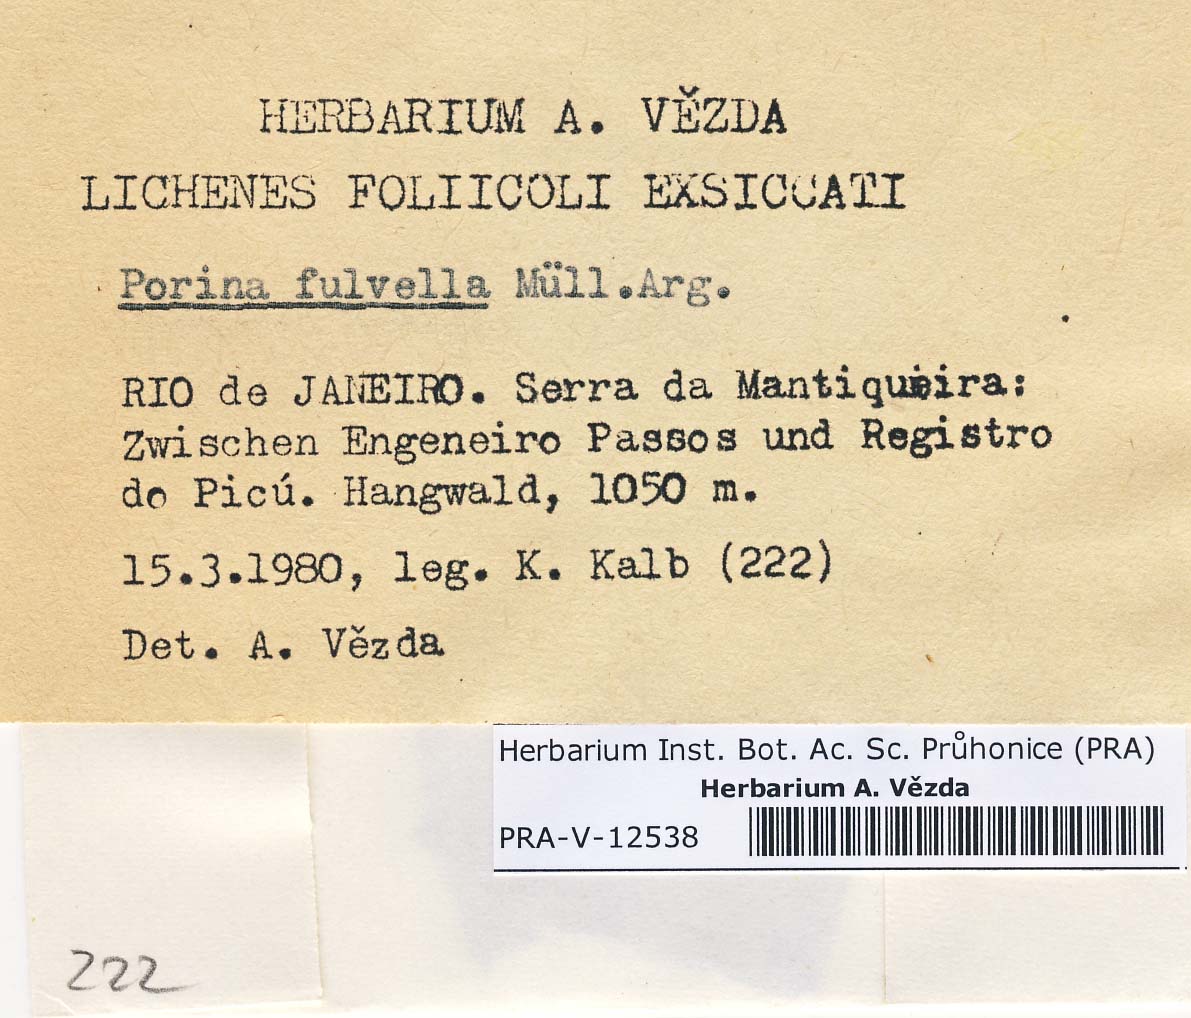 HERBARIUM A. VĚZDA
LICHENES FOLIICOLI EXSICCATI
Porina fulvella Müll.Arg.
RIO de JANEIRO. Serra da Mantiqueira:
Zwischen Engeneiro Passos und Registro
do Picú. Hangwald, 1050 m.
15.3.1980, leg. K. Kalb (222)
Det. A. Vězda
Herbarium Inst. Bot. Ac. Sc. Průhonice (PRA)
Herbarium A. Vězda
PRA-V-12538
222